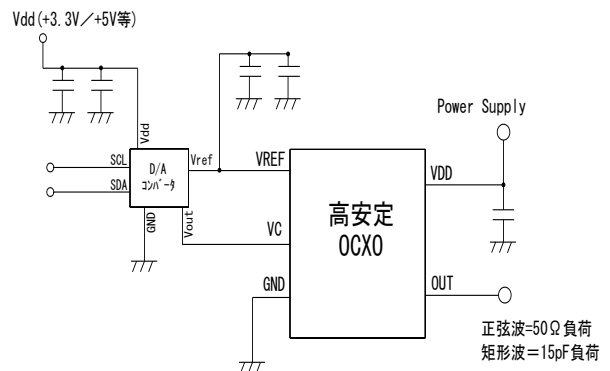 Vdd(+3.3V／+5V等)
Power Supply
Vdd
SCL
SDA
D/A
ｺﾝﾊﾞｰﾀ
Vref
GND
Vout
VREF
VC
GND
高安定
OCXO
VDD
OUT
正弦波=50Ω負荷
矩形波＝15pF負荷